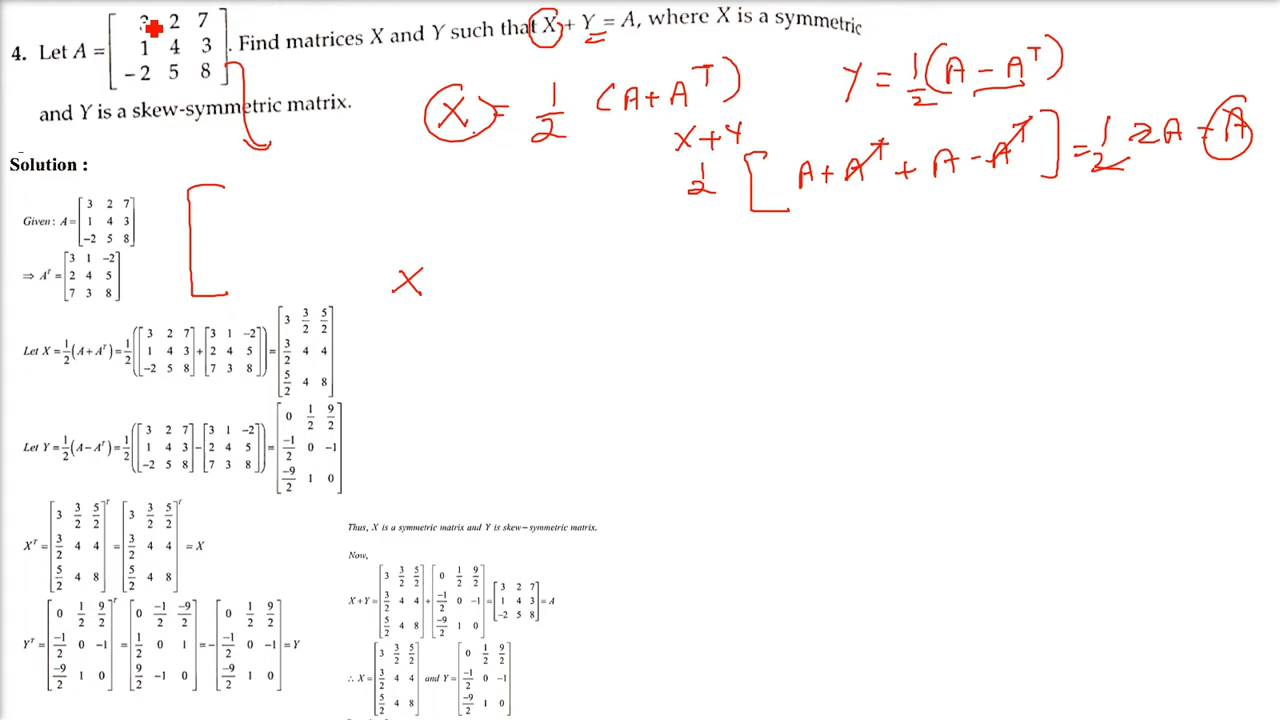 4. Let A = [ 3 2 7
1 4 3
−2 5 8 ]. Find matrices X and Y such that X + Y = A, where X is a symmetric
and Y is a skew-symmetric matrix.
X = 1/2 (A + A^T)
Y = 1/2 (A − A^T)
X + Y
1/2 [ A + A^T + A − A^T ] = 1/2 2A = A
X
Solution :
Given : A = [ 3 2 7
1 4 3
−2 5 8 ]
⇒ A^T = [ 3 1 −2
2 4 5
7 3 8 ]
Let X = 1/2 (A + A^T) = 1/2 ( [ 3 2 7; 1 4 3; −2 5 8 ] + [ 3 1 −2; 2 4 5; 7 3 8 ] ) = [ 3 3/2 5/2; 3/2 4 4; 5/2 4 8 ]
Let Y = 1/2 (A − A^T) = 1/2 ( [ 3 2 7; 1 4 3; −2 5 8 ] − [ 3 1 −2; 2 4 5; 7 3 8 ] ) = [ 0 1/2 9/2; −1/2 0 −1; −9/2 1 0 ]
X^T = [ 3 3/2 5/2; 3/2 4 4; 5/2 4 8 ]^T = [ 3 3/2 5/2; 3/2 4 4; 5/2 4 8 ]^T = X
Y^T = [ 0 1/2 9/2; −1/2 0 −1; −9/2 1 0 ]^T = [ 0 −1/2 −9/2; 1/2 0 1; 9/2 −1 0 ] = − [ 0 1/2 9/2; −1/2 0 −1; −9/2 1 0 ] = Y
Thus, X is a symmetric matrix and Y is skew−symmetric matrix.
Now,
X + Y = [ 3 3/2 5/2; 3/2 4 4; 5/2 4 8 ] + [ 0 1/2 9/2; −1/2 0 −1; −9/2 1 0 ] = [ 3 2 7; 1 4 3; −2 5 8 ] = A
∴ X = [ 3 3/2 5/2; 3/2 4 4; 5/2 4 8 ] and Y = [ 0 1/2 9/2; −1/2 0 −1; −9/2 1 0 ]